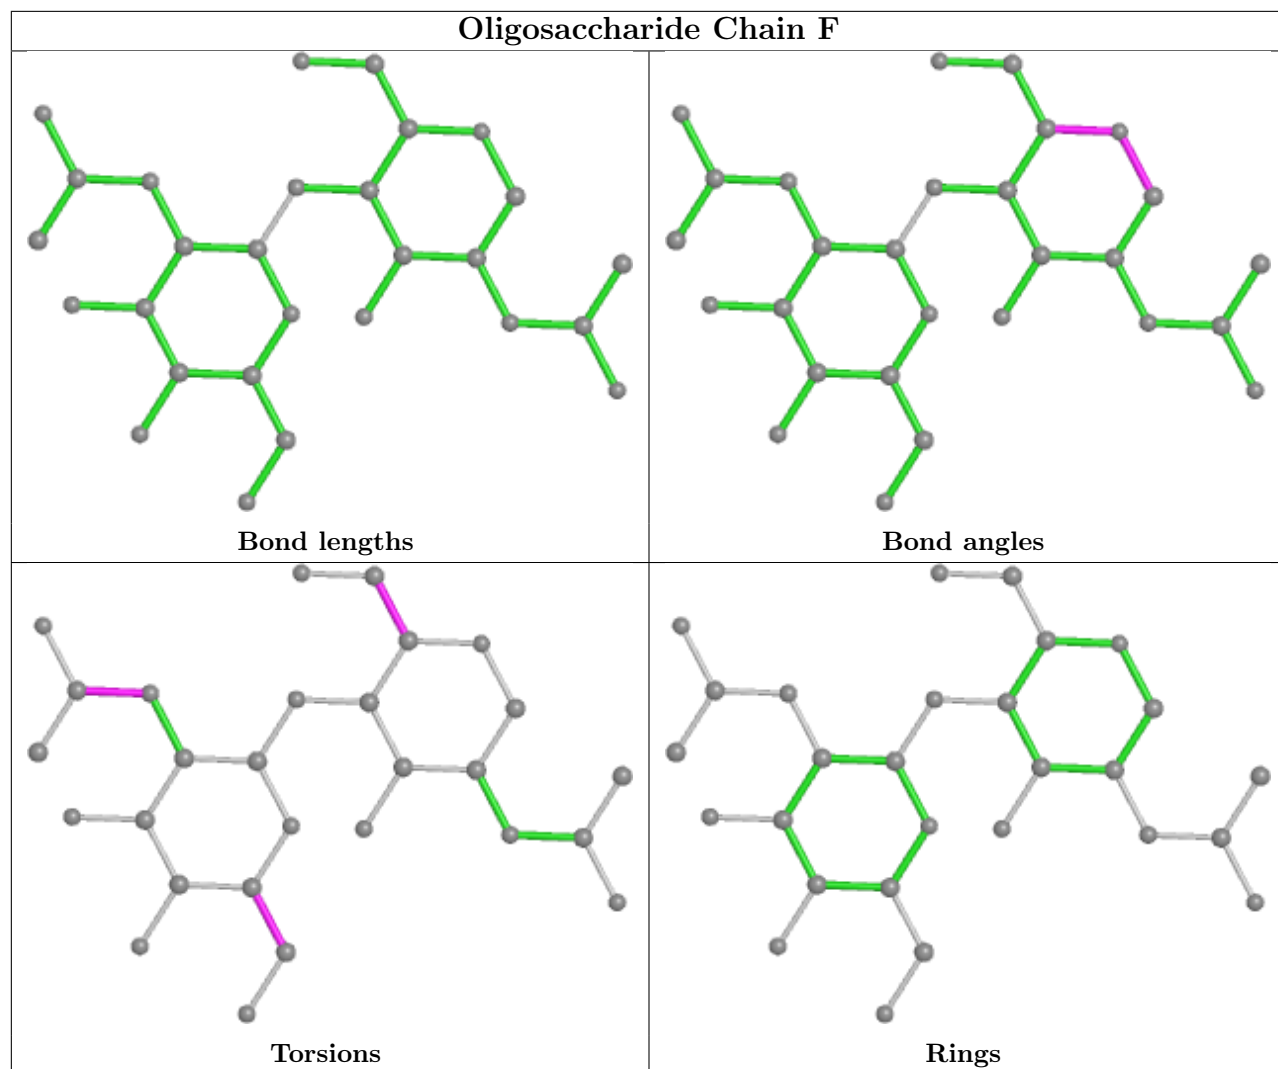 Oligosaccharide Chain F
Bond lengths
Bond angles
Torsions
Rings